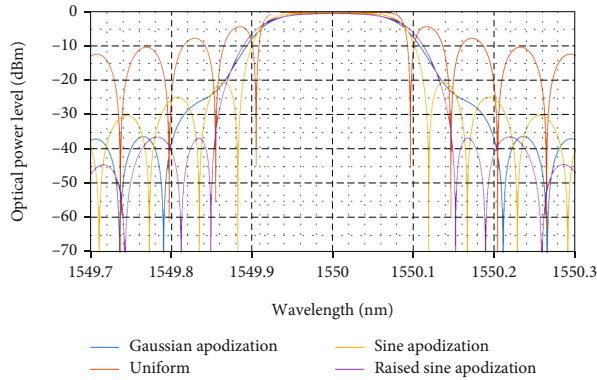 Optical power level (dBm)
0
−10
−20
−30
−40
−50
−60
−70
1549.7 1549.8 1549.9 1550 1550.1 1550.2 1550.3
Wavelength (nm)
Gaussian apodization Sine apodization
Uniform Raised sine apodization